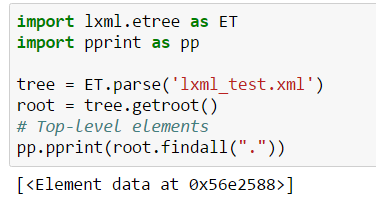 import lxml.etree as ET
import pprint as pp
tree = ET.parse('lxml_test.xml')
root = tree.getroot()
# Top-level elements
pp.pprint(root.findall("."))
[<Element data at 0x56e2588>]